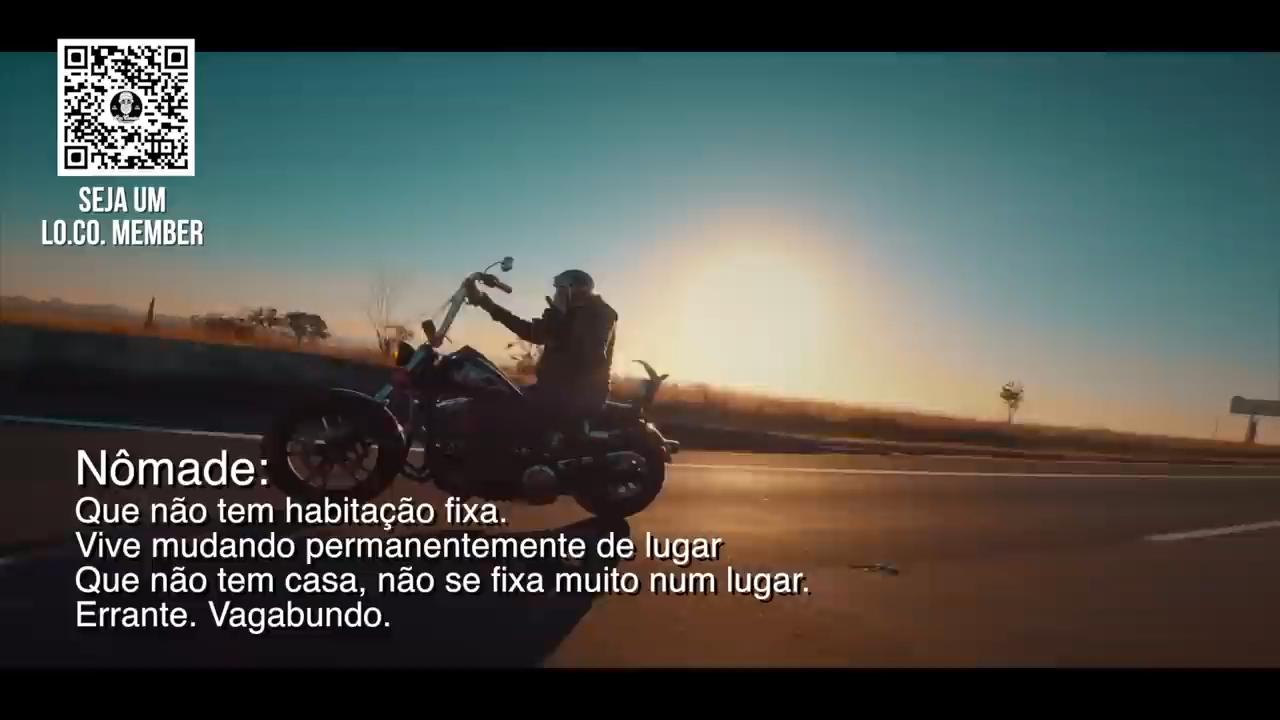 SEJA UM
LO.CO. MEMBER
Nômade:
Que não tem habitação fixa.
Vive mudando permanentemente de lugar
Que não tem casa, não se fixa muito num lugar.
Errante. Vagabundo.